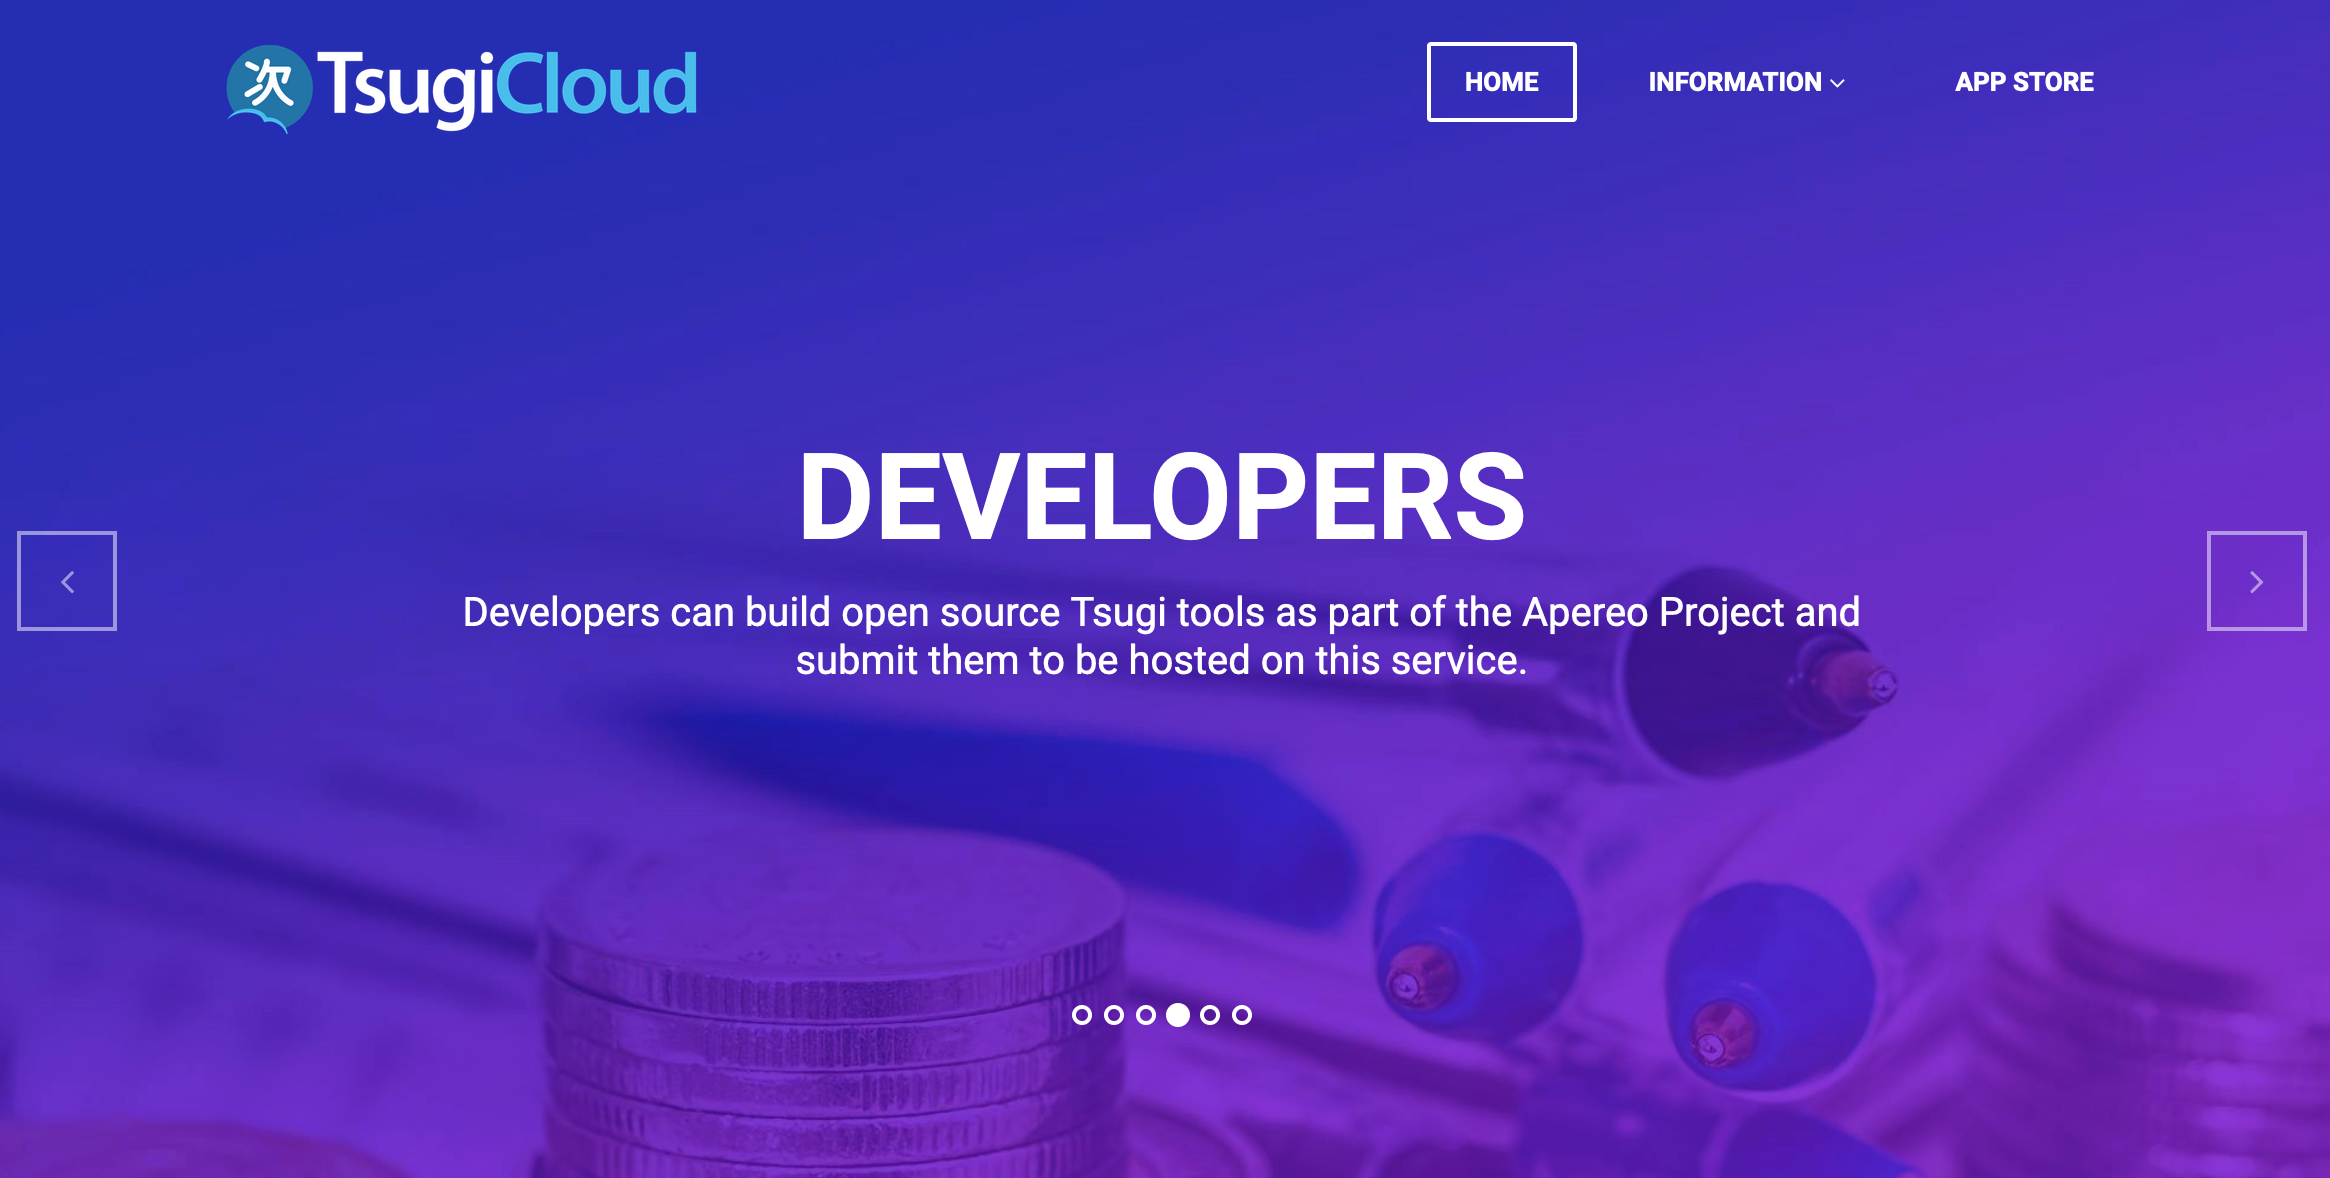 次 TsugiCloud
HOME
INFORMATION
APP STORE
DEVELOPERS
Developers can build open source Tsugi tools as part of the Apereo Project and
submit them to be hosted on this service.